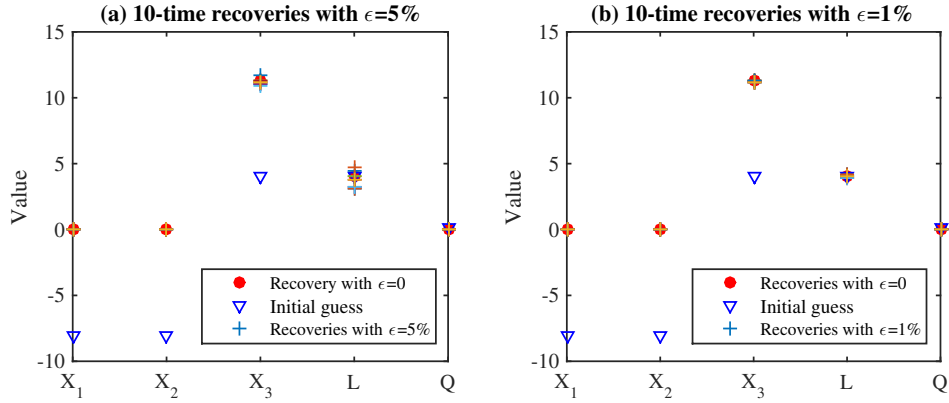 (a) 10-time recoveries with ϵ=5%
15
10
5
0
-5
-10
Value
X1
X2
X3
L
Q
Recovery with ϵ=0
Initial guess
Recoveries with ϵ=5%
(b) 10-time recoveries with ϵ=1%
15
10
5
0
-5
-10
Value
X1
X2
X3
L
Q
Recoveries with ϵ=0
Initial guess
Recoveries with ϵ=1%